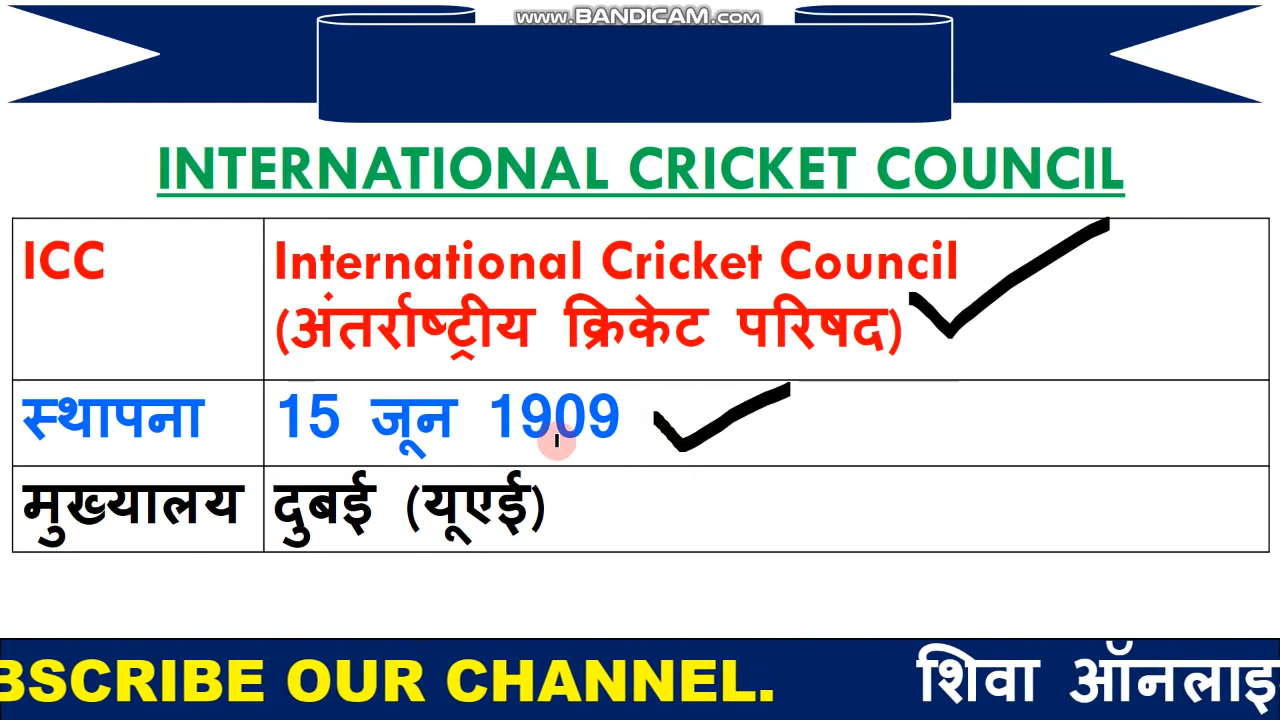 www.BANDICAM.com
INTERNATIONAL CRICKET COUNCIL
ICC
International Cricket Council
(अंतर्राष्ट्रीय क्रिकेट परिषद)
स्थापना
15 जून 1909
मुख्यालय
दुबई (यूएई)
BSCRIBE OUR CHANNEL.
शिवा ऑनलाइ